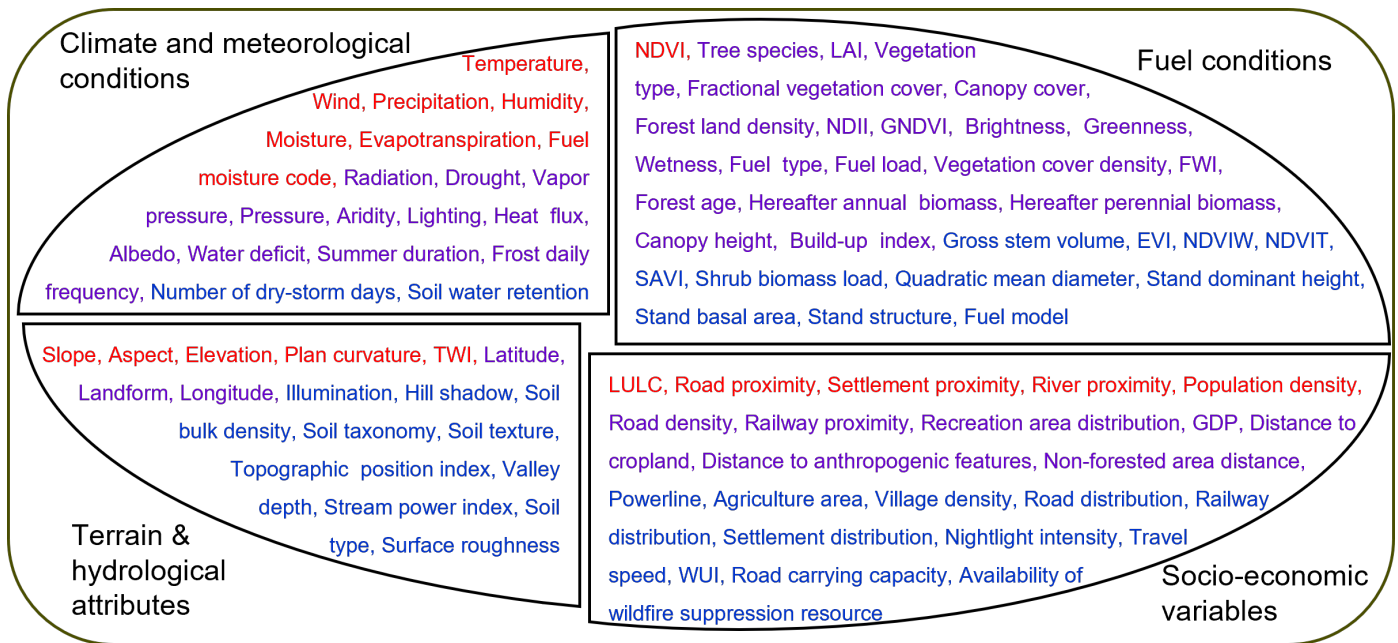 Climate and meteorological
conditions
Temperature,
Wind, Precipitation, Humidity,
Moisture, Evapotranspiration, Fuel
moisture code, Radiation, Drought, Vapor
pressure, Pressure, Aridity, Lighting, Heat flux,
Albedo, Water deficit, Summer duration, Frost daily
frequency, Number of dry-storm days, Soil water retention
Fuel conditions
NDVI, Tree species, LAI, Vegetation
type, Fractional vegetation cover, Canopy cover,
Forest land density, NDII, GNDVI, Brightness, Greenness,
Wetness, Fuel type, Fuel load, Vegetation cover density, FWI,
Forest age, Hereafter annual biomass, Hereafter perennial biomass,
Canopy height, Build-up index, Gross stem volume, EVI, NDVIW, NDVIT,
SAVI, Shrub biomass load, Quadratic mean diameter, Stand dominant height,
Stand basal area, Stand structure, Fuel model
Slope, Aspect, Elevation, Plan curvature, TWI, Latitude,
Landform, Longitude, Illumination, Hill shadow, Soil
bulk density, Soil taxonomy, Soil texture,
Topographic position index, Valley
depth, Stream power index, Soil
type, Surface roughness
Terrain &
hydrological
attributes
LULC, Road proximity, Settlement proximity, River proximity, Population density,
Road density, Railway proximity, Recreation area distribution, GDP, Distance to
cropland, Distance to anthropogenic features, Non-forested area distance,
Powerline, Agriculture area, Village density, Road distribution, Railway
distribution, Settlement distribution, Nightlight intensity, Travel
speed, WUI, Road carrying capacity, Availability of
wildfire suppression resource
Socio-economic
variables